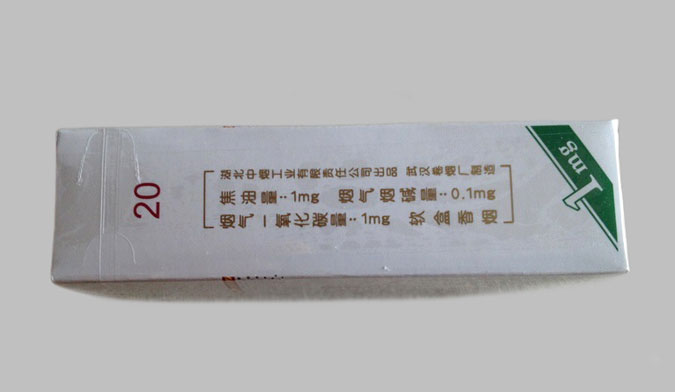 20
湖北中烟工业有限责任公司出品 武汉卷烟厂制造
焦油量:1mg 烟气烟碱量:0.1mg
烟气一氧化碳量:1mg 软盒香烟
1mg